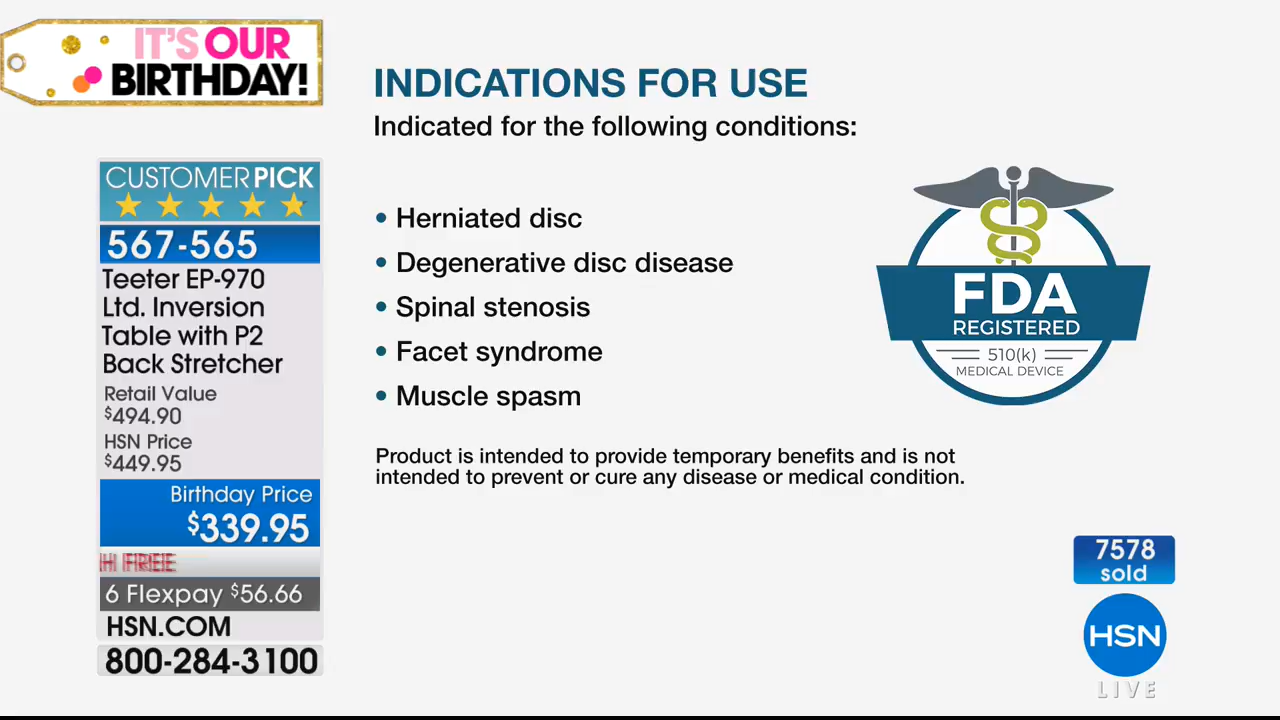 IT'S OUR
BIRTHDAY!
CUSTOMER PICK
567-565
Teeter EP-970
Ltd. Inversion
Table with P2
Back Stretcher
Retail Value
$494.90
HSN Price
$449.95
Birthday Price
$339.95
FREE
6 Flexpay $56.66
HSN.COM
800-284-3100
INDICATIONS FOR USE
Indicated for the following conditions:
• Herniated disc
• Degenerative disc disease
• Spinal stenosis
• Facet syndrome
• Muscle spasm
Product is intended to provide temporary benefits and is not
intended to prevent or cure any disease or medical condition.
FDA
REGISTERED
510(k)
MEDICAL DEVICE
7578
sold
HSN
LIVE